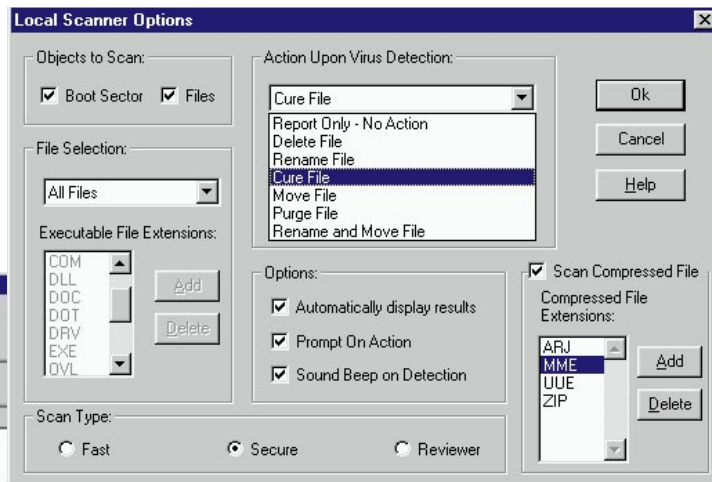 Local Scanner Options
Objects to Scan:
Boot Sector
Files
File Selection:
All Files
Executable File Extensions:
COM
DLL
DOC
DOT
DRV
EXE
OVL
Add
Delete
Action Upon Virus Detection:
Cure File
Report Only - No Action
Delete File
Rename File
Cure File
Move File
Purge File
Rename and Move File
Options:
Automatically display results
Prompt On Action
Sound Beep on Detection
Ok
Cancel
Help
Scan Compressed File
Compressed File
Extensions:
ARJ
MME
UUE
ZIP
Add
Delete
Scan Type:
Fast
Secure
Reviewer